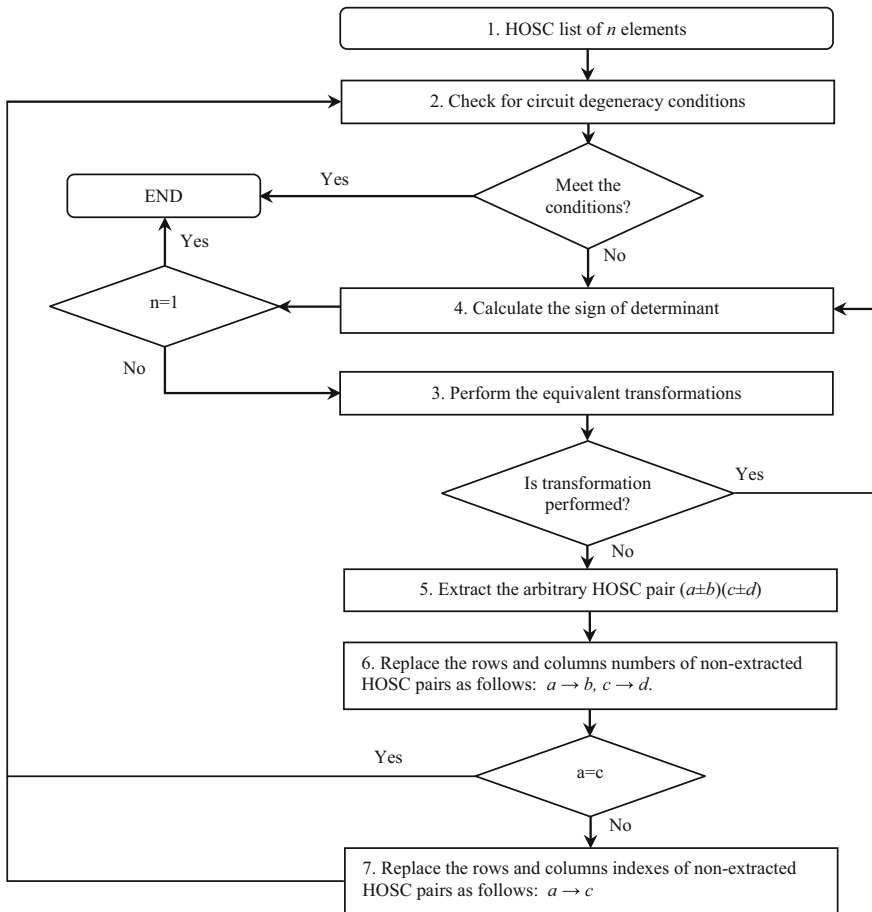 1. HOSC list of n elements
2. Check for circuit degeneracy conditions
Yes
Meet the
conditions?
END
Yes
No
n=1
4. Calculate the sign of determinant
No
3. Perform the equivalent transformations
Is transformation
performed?
Yes
No
5. Extract the arbitrary HOSC pair (a±b)(c±d)
6. Replace the rows and columns numbers of non-extracted
HOSC pairs as follows: a → b, c → d.
Yes
a=c
No
7. Replace the rows and columns indexes of non-extracted
HOSC pairs as follows: a → c